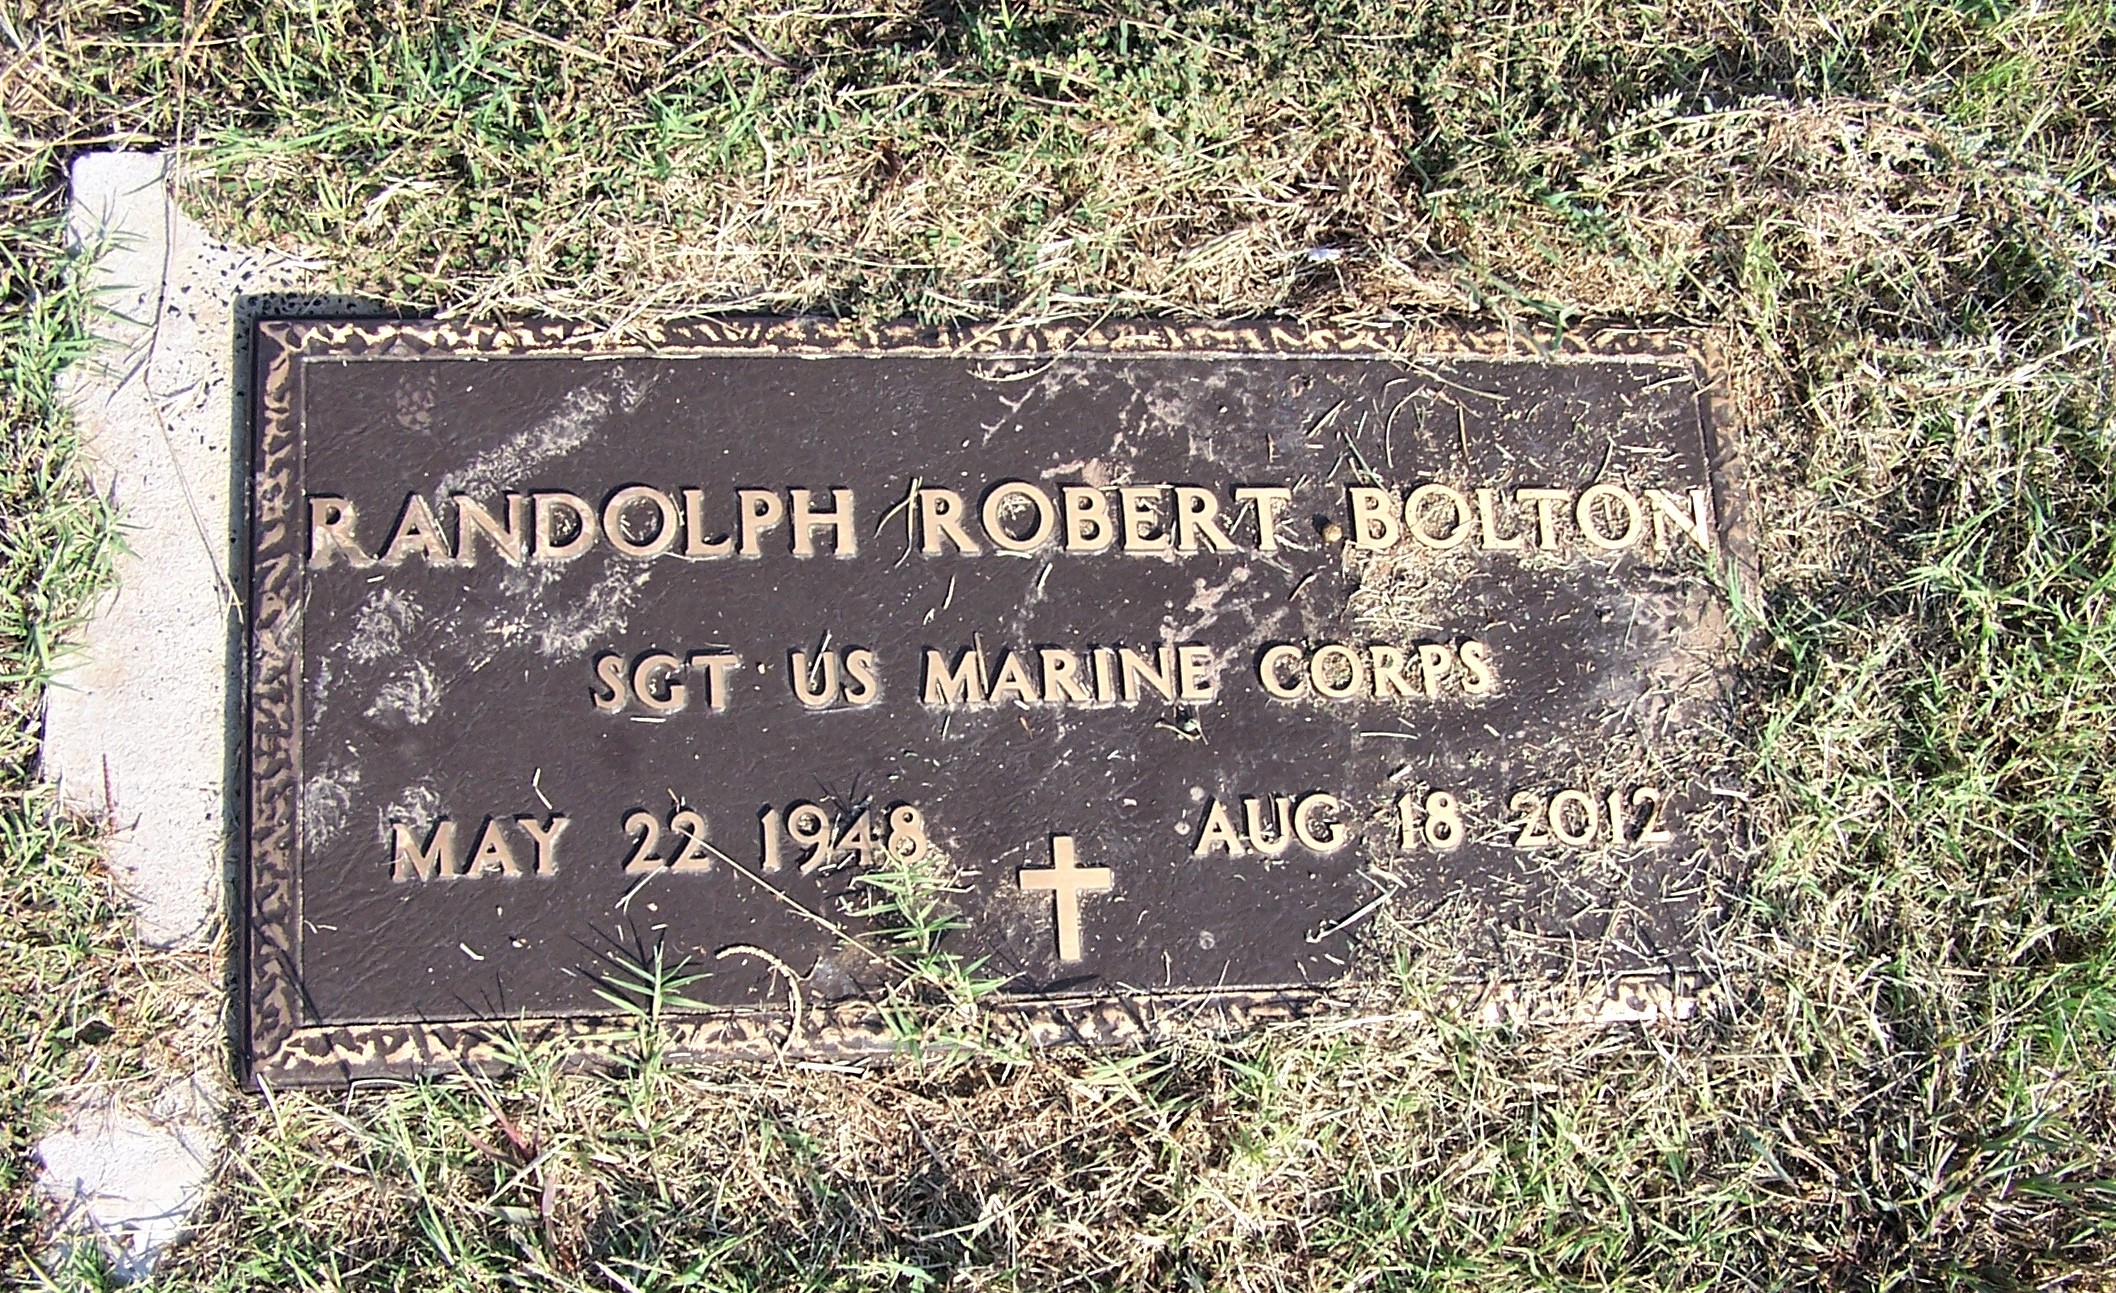 RANDOLPH ROBERT BOLTON
SGT US MARINE CORPS
MAY 22 1948 AUG 18 2012